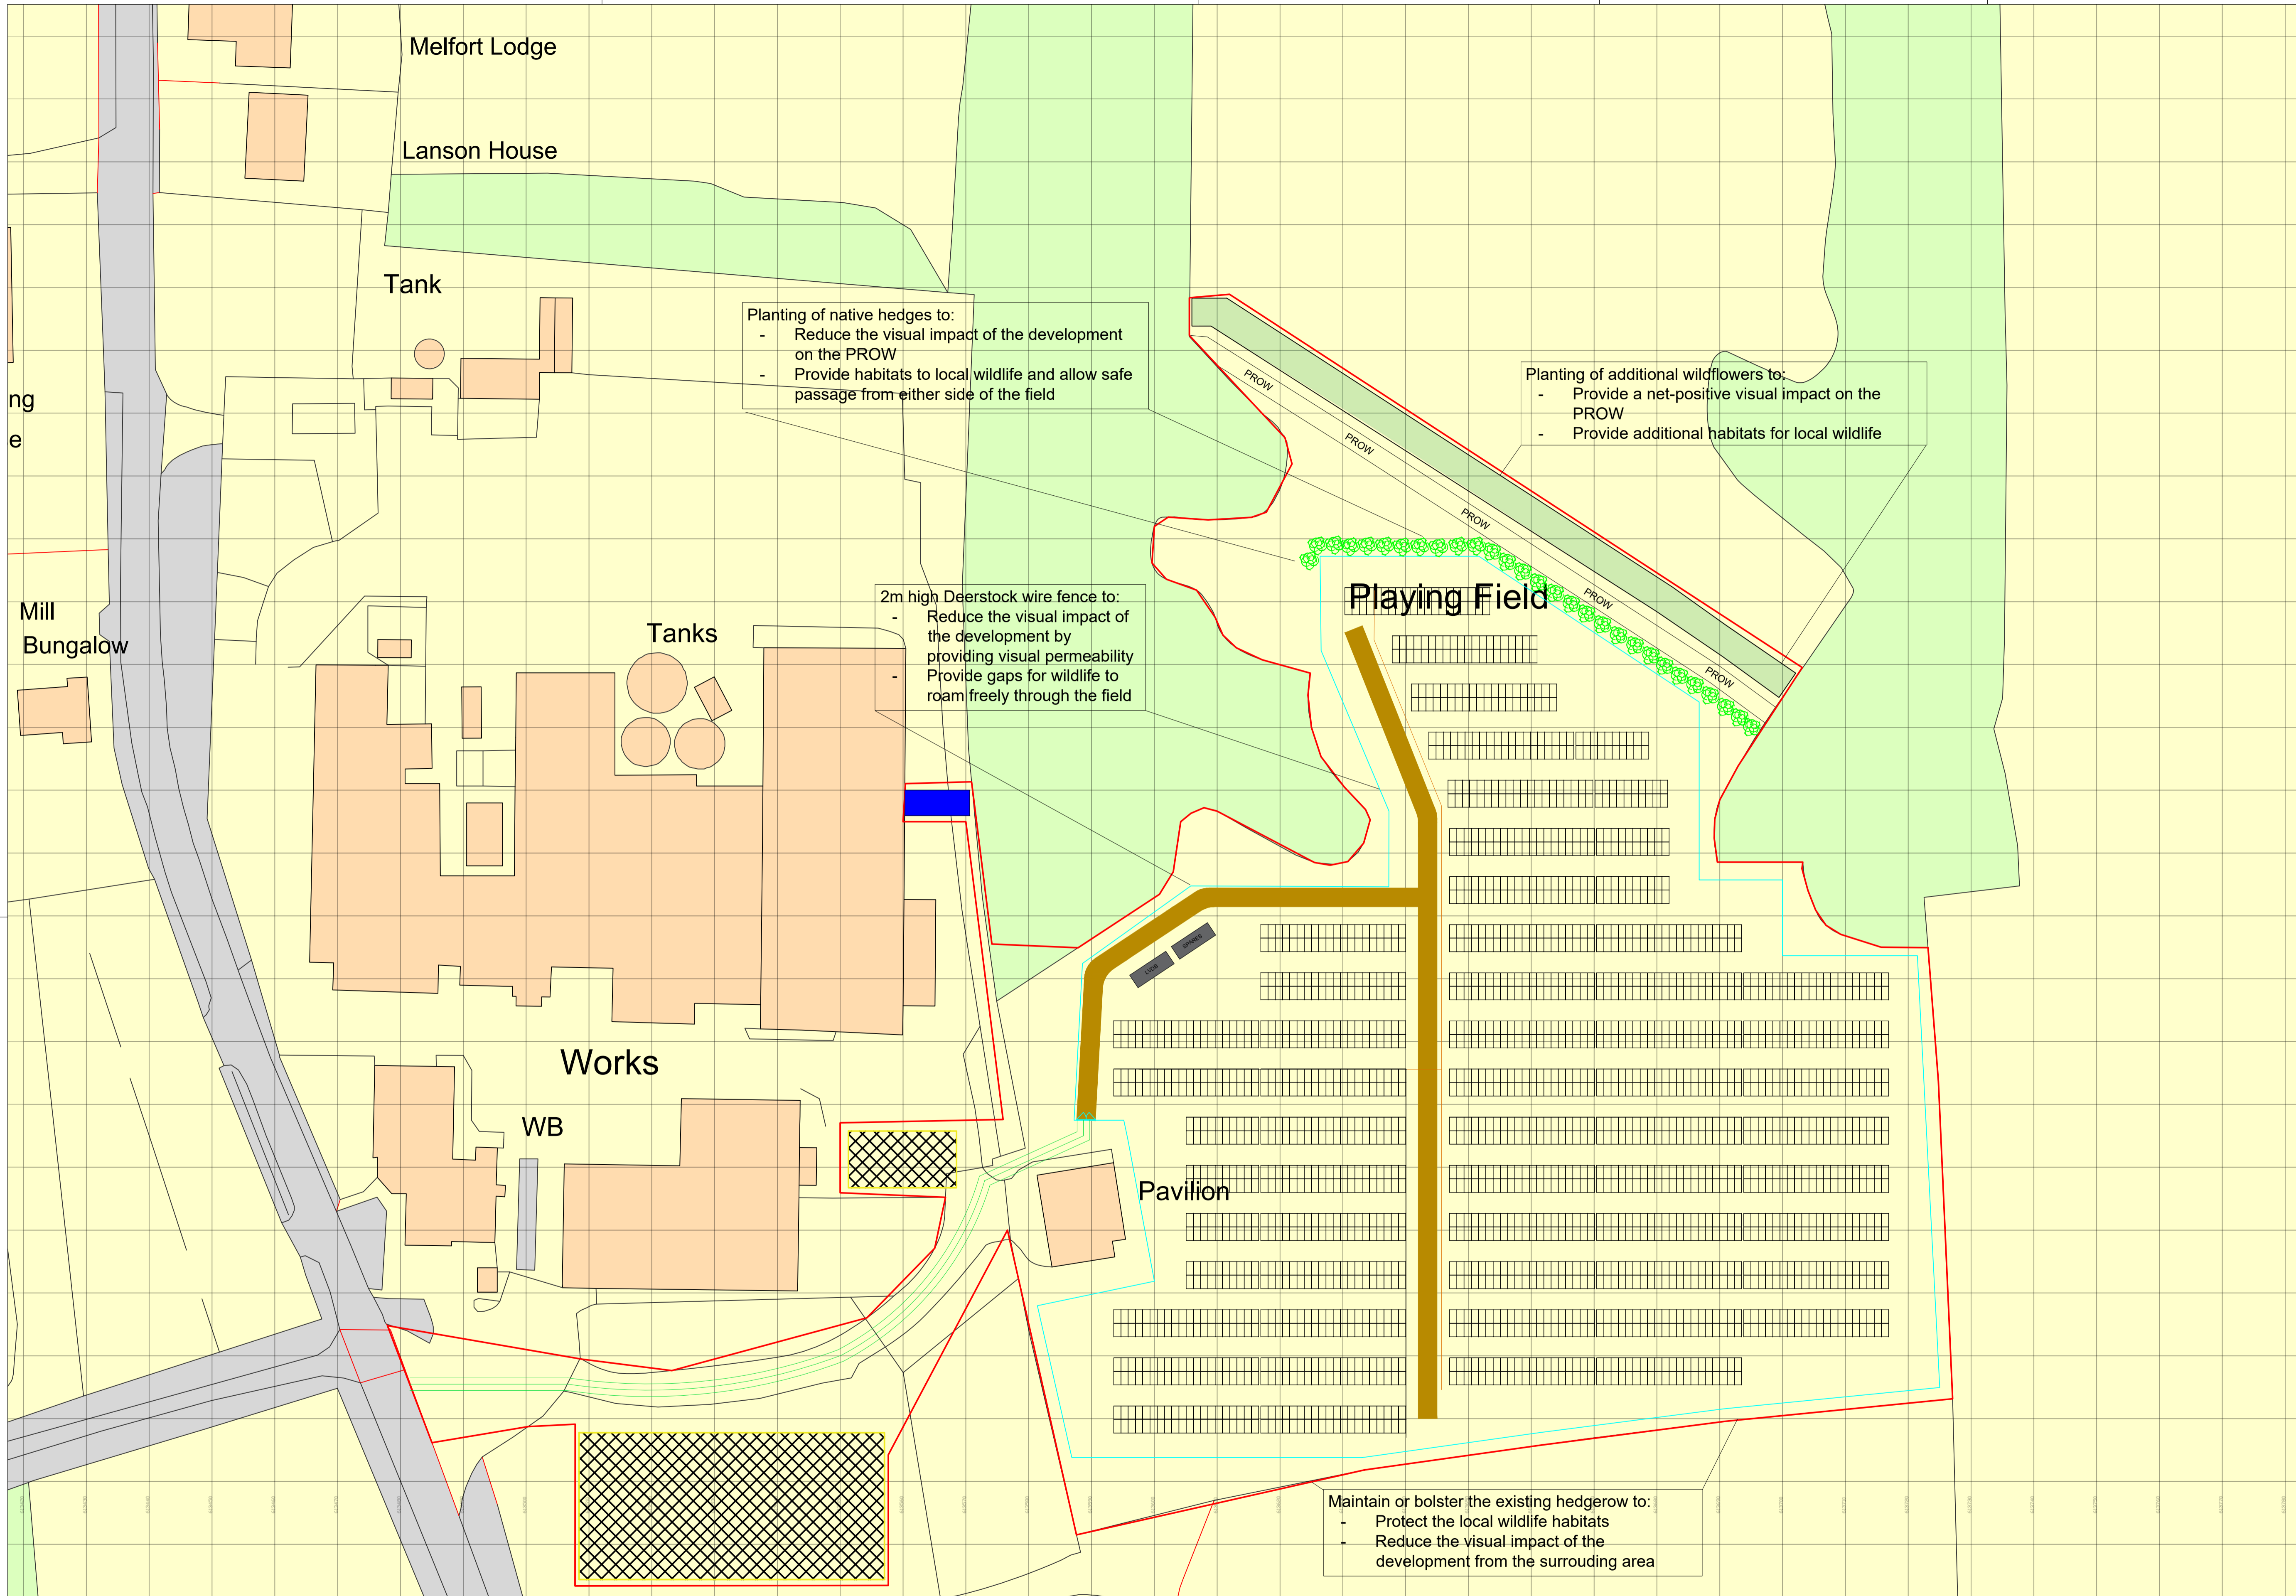 Melfort Lodge
Lanson House
Tank
Planting of native hedges to:
- Reduce the visual impact of the development
on the PROW
- Provide habitats to local wildlife and allow safe
passage from either side of the field
Planting of additional wildflowers to:
- Provide a net-positive visual impact on the
PROW
- Provide additional habitats for local wildlife
PROW
PROW
PROW
PROW
PROW
ng
e
Playing Field
2m high Deerstock wire fence to:
- Reduce the visual impact of
the development by
providing visual permeability
- Provide gaps for wildlife to
roam freely through the field
Mill
Bungalow
Tanks
SPARES
LVDB
Works
WB
Pavilion
Maintain or bolster the existing hedgerow to:
- Protect the local wildlife habitats
- Reduce the visual impact of the
development from the surrouding area